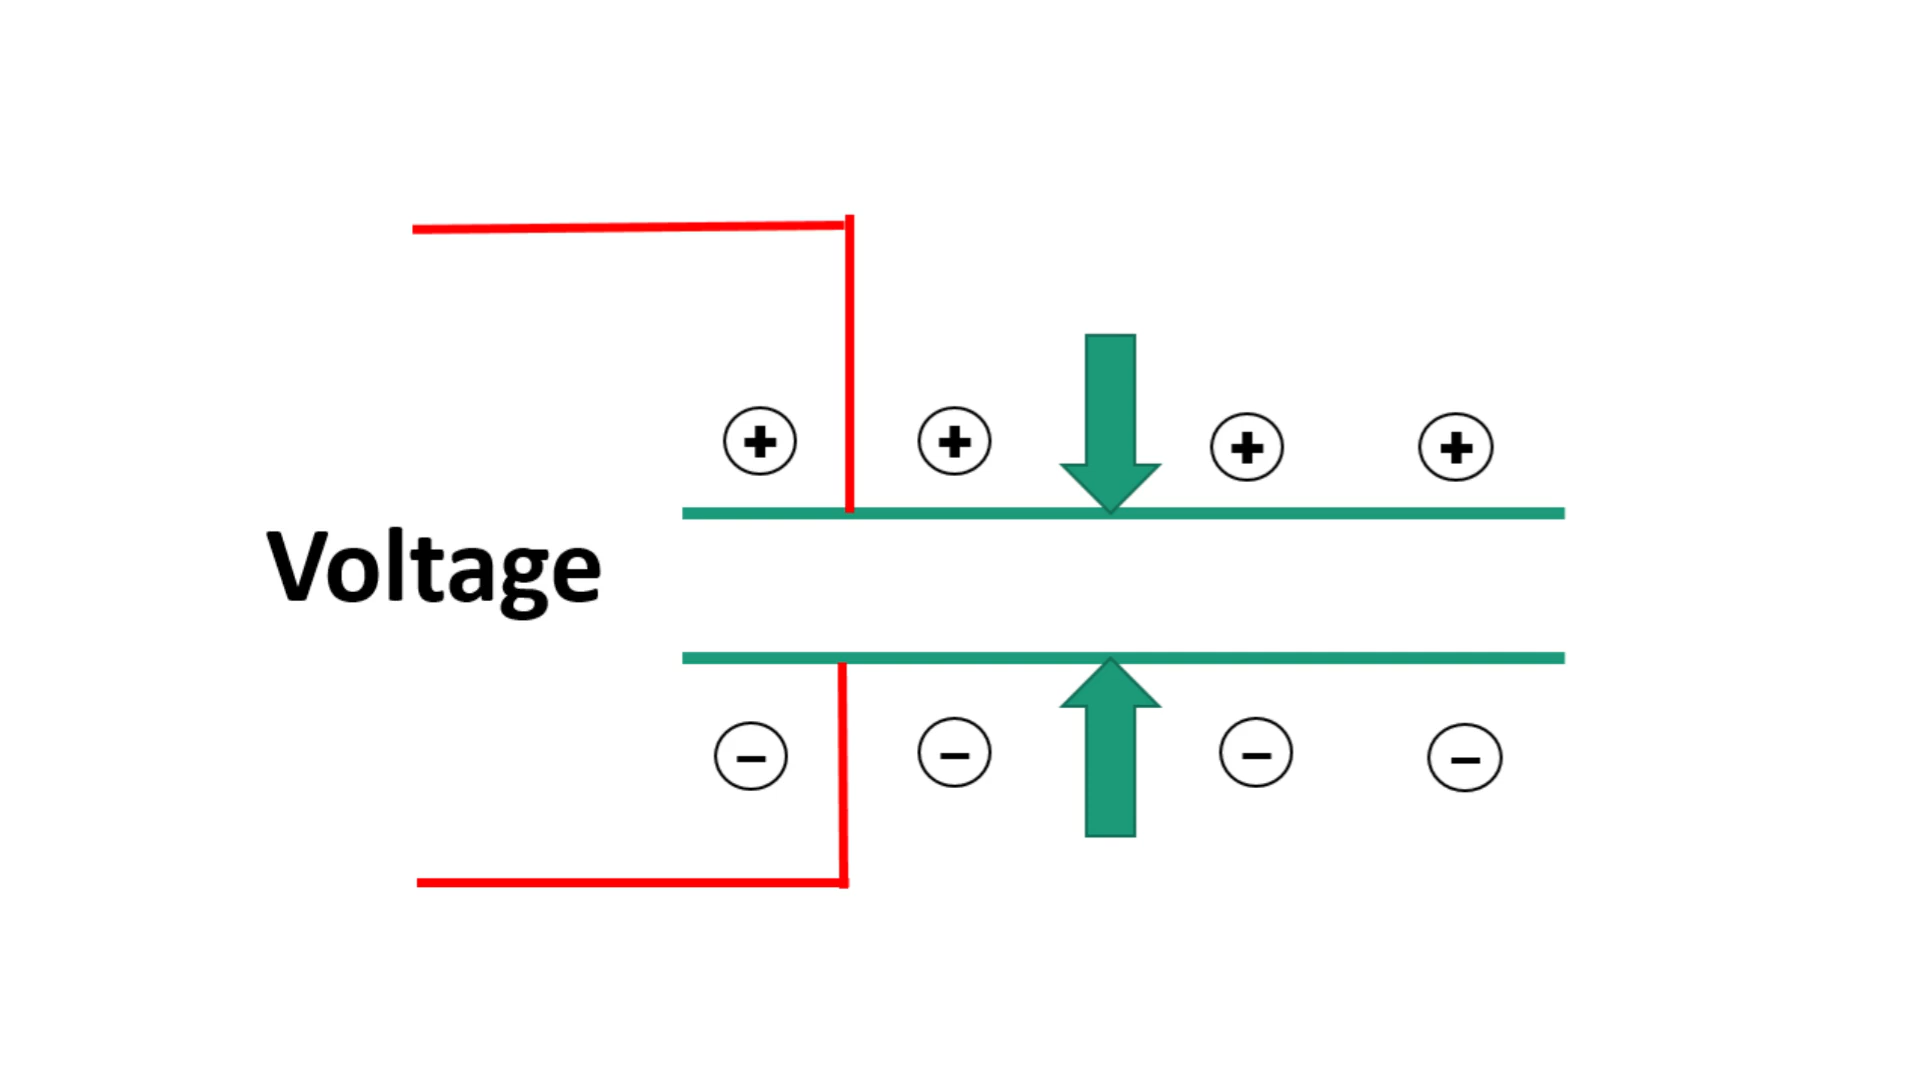 + + + +
Voltage
− − − −